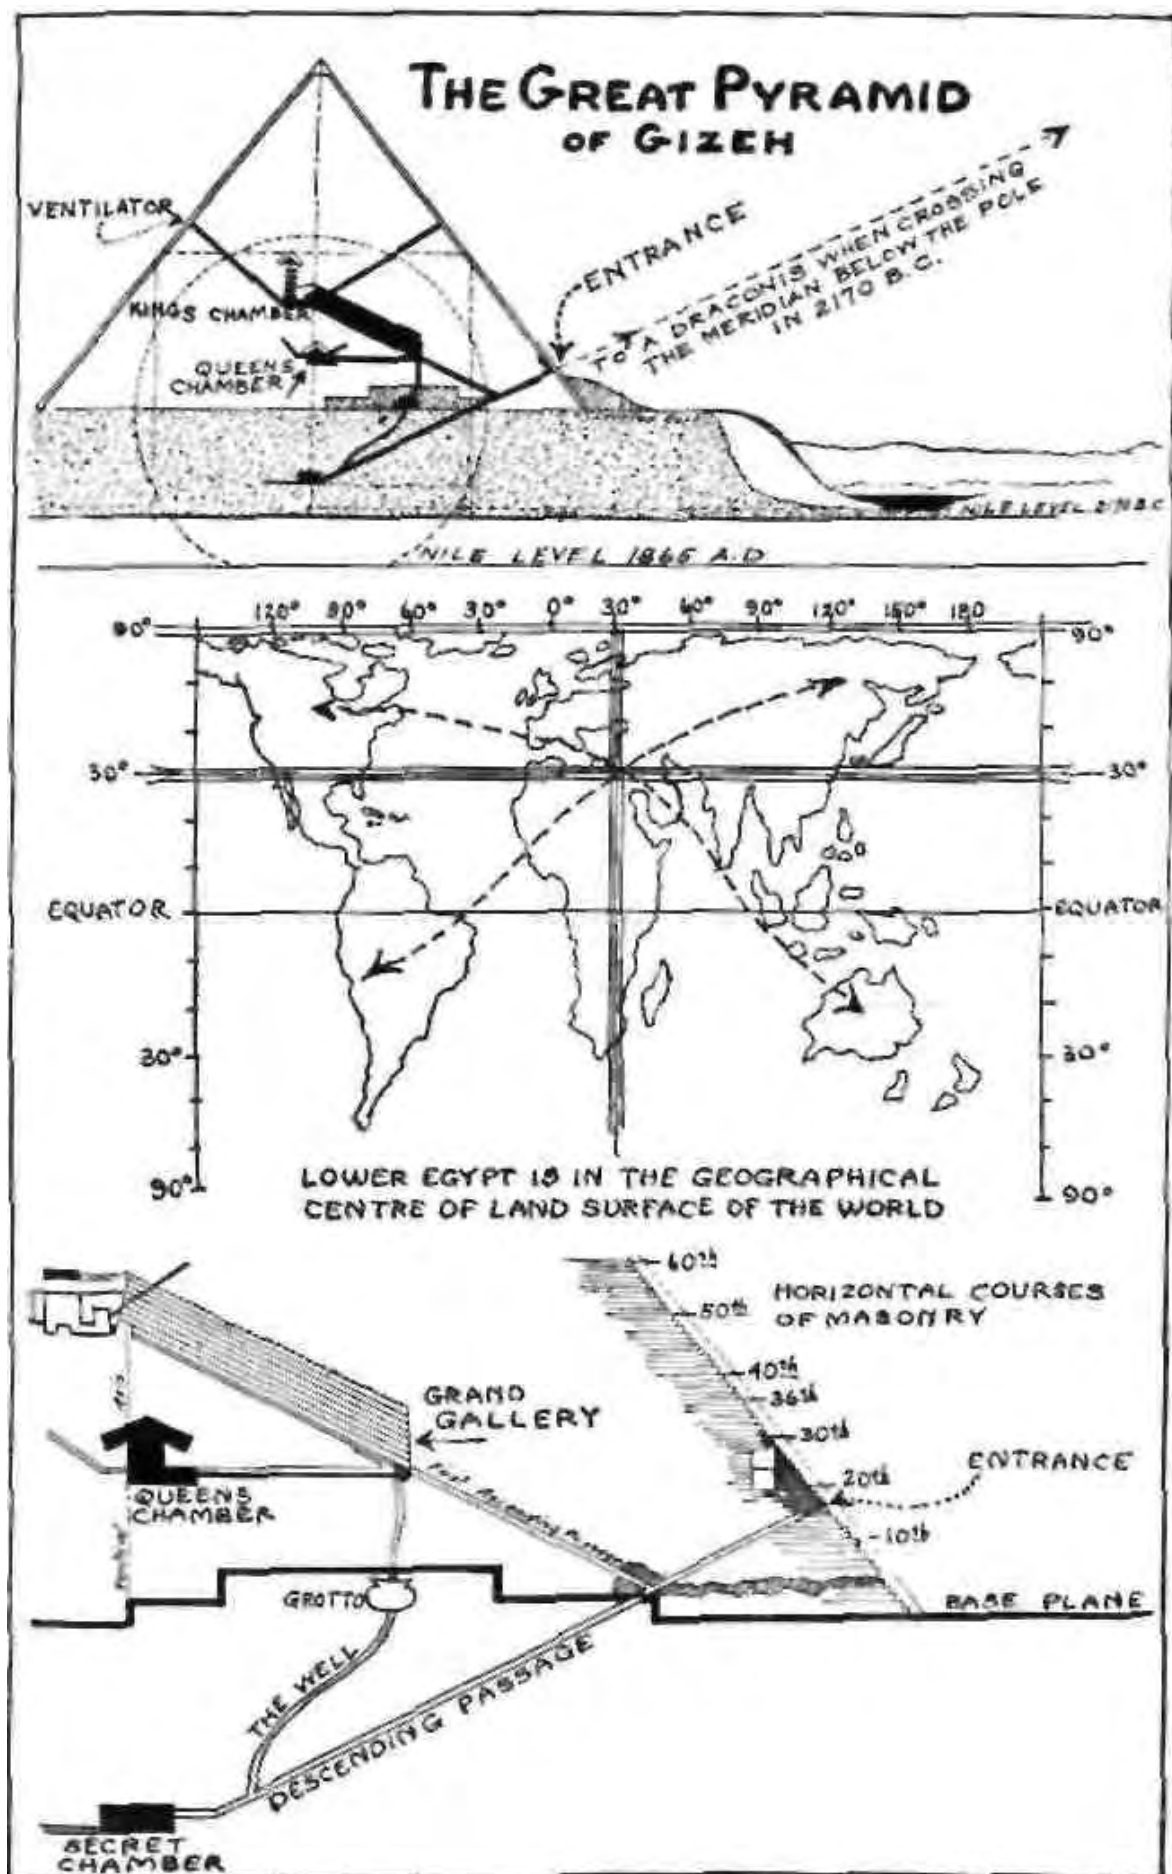 THE GREAT PYRAMID
OF GIZEH
VENTILATOR
ENTRANCE
KINGS CHAMBER
QUEENS
CHAMBER
TO A DRACONIS WHEN CROSSING
THE MERIDIAN BELOW THE POLE
IN 2170 B.C.
NILE LEVEL
NILE LEVEL 1865 A.D
120° 90° 60° 30° 0° 30° 60° 90° 120° 150° 180
90° 90°
30° 30°
EQUATOR EQUATOR
30° 30°
90° 90°
LOWER EGYPT IS IN THE GEOGRAPHICAL
CENTRE OF LAND SURFACE OF THE WORLD
60th
50th
HORIZONTAL COURSES
OF MASONRY
40th
36th
GRAND
GALLERY
30th
ENTRANCE
20th
QUEENS
CHAMBER
10th
GROTTO
BASE PLANE
THE WELL
DESCENDING PASSAGE
SECRET
CHAMBER